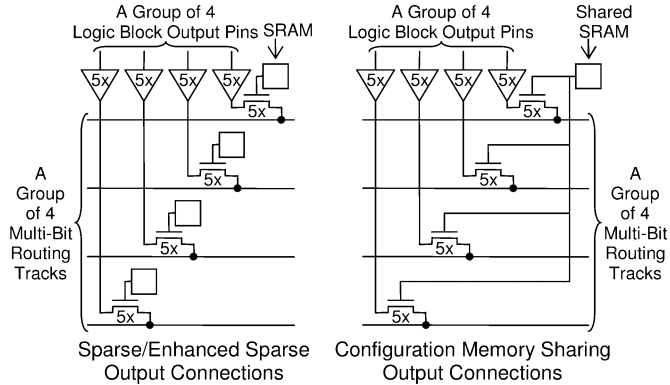 A Group of 4
Logic Block Output Pins
SRAM
5x
5x
5x
5x
5x
5x
5x
5x
A
Group
of 4
Multi-Bit
Routing
Tracks
Sparse/Enhanced Sparse
Output Connections
A Group of 4
Logic Block Output Pins
Shared
SRAM
5x
5x
5x
5x
5x
5x
5x
5x
A
Group
of 4
Multi-Bit
Routing
Tracks
Configuration Memory Sharing
Output Connections